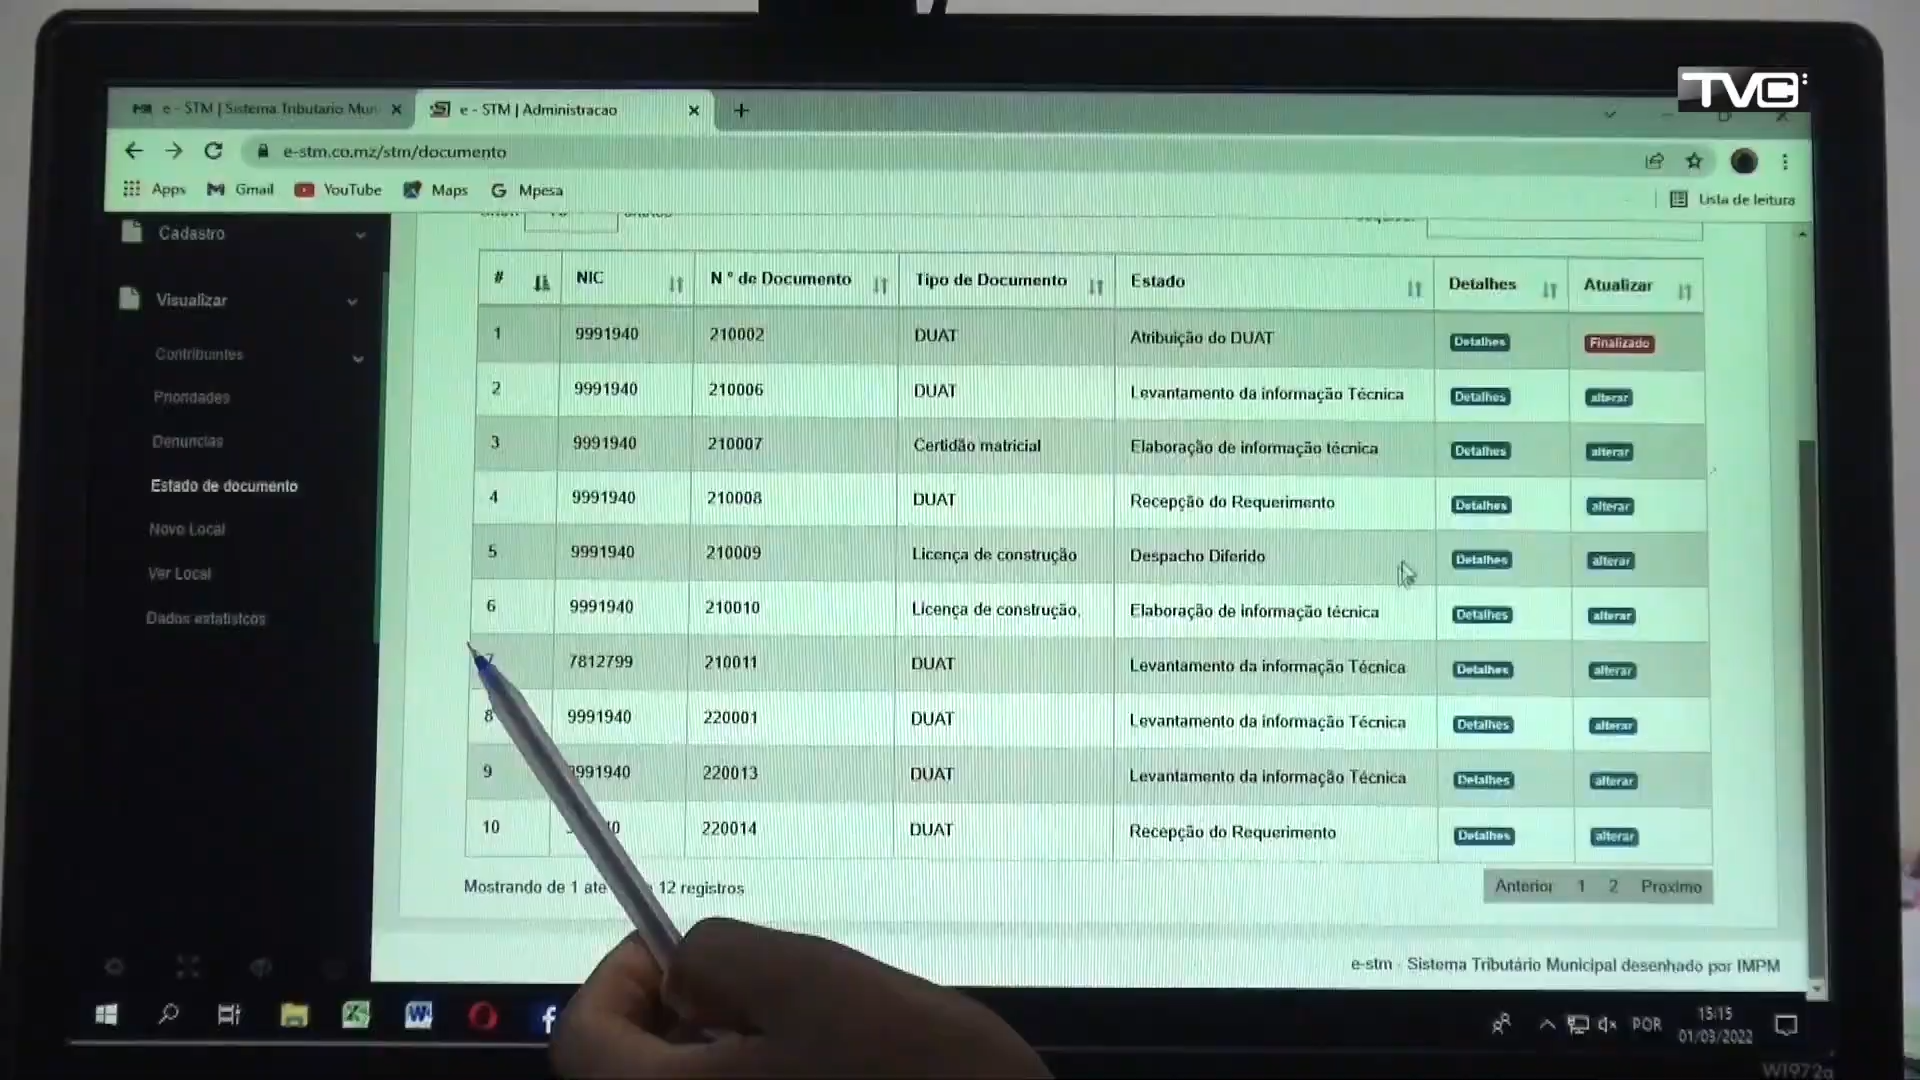 TVC
e - STM | Sistema Tributario Mun
e - STM | Administracao
e-stm.co.mz/stm/documento
Apps Gmail YouTube Maps Mpesa
Lista de leitura
Cadastro
Visualizar
Contribuintes
Prioridades
Denuncias
Estado de documento
Novo Local
Ver Local
Dados estatisticos
# NIC N º de Documento Tipo de Documento Estado Detalhes Atualizar
1 9991940 210002 DUAT Atribuição do DUAT Detalhes Finalizado
2 9991940 210006 DUAT Levantamento da informação Técnica Detalhes alterar
3 9991940 210007 Certidão matricial Elaboração de informação técnica Detalhes alterar
4 9991940 210008 DUAT Recepção do Requerimento Detalhes alterar
5 9991940 210009 Licença de construção Despacho Diferido Detalhes alterar
6 9991940 210010 Licença de construção, Elaboração de informação técnica Detalhes alterar
7 7812799 210011 DUAT Levantamento da informação Técnica Detalhes alterar
8 9991940 220001 DUAT Levantamento da informação Técnica Detalhes alterar
9 9991940 220013 DUAT Levantamento da informação Técnica Detalhes alterar
10 220014 DUAT Recepção do Requerimento Detalhes alterar
Mostrando de 1 ate 12 registros
Anterior 1 2 Proximo
e-stm - Sistema Tributário Municipal desenhado por IMPM
POR
15:15
01/03/2022
W1972a